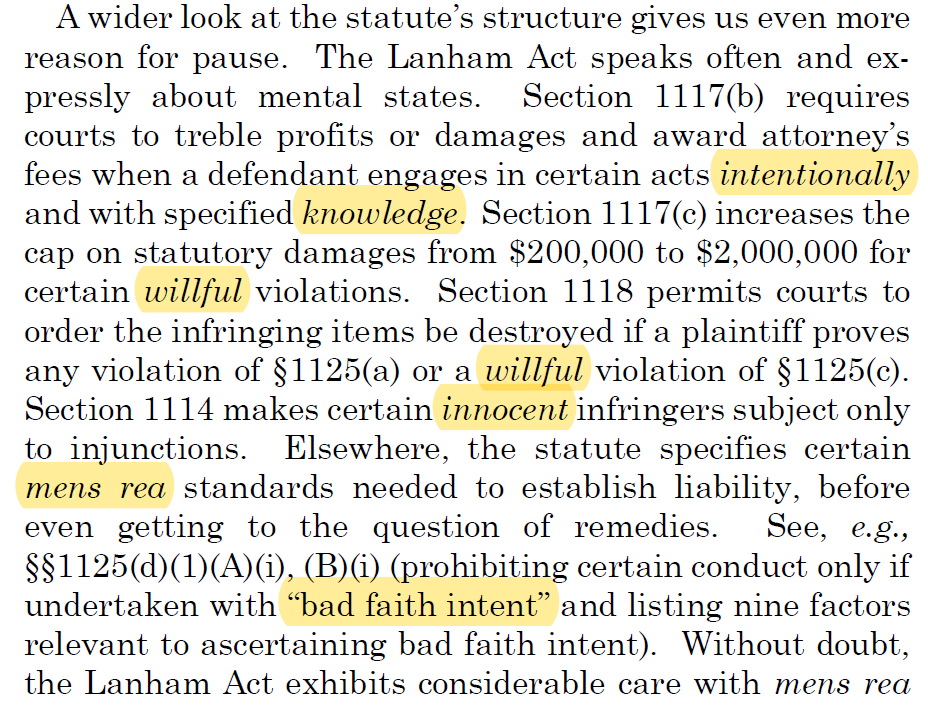 A wider look at the statute’s structure gives us even more
reason for pause. The Lanham Act speaks often and ex-
pressly about mental states. Section 1117(b) requires
courts to treble profits or damages and award attorney’s
fees when a defendant engages in certain acts intentionally
and with specified knowledge. Section 1117(c) increases the
cap on statutory damages from $200,000 to $2,000,000 for
certain willful violations. Section 1118 permits courts to
order the infringing items be destroyed if a plaintiff proves
any violation of §1125(a) or a willful violation of §1125(c).
Section 1114 makes certain innocent infringers subject only
to injunctions. Elsewhere, the statute specifies certain
mens rea standards needed to establish liability, before
even getting to the question of remedies. See, e.g.,
§§1125(d)(1)(A)(i), (B)(i) (prohibiting certain conduct only if
undertaken with “bad faith intent” and listing nine factors
relevant to ascertaining bad faith intent). Without doubt,
the Lanham Act exhibits considerable care with mens rea